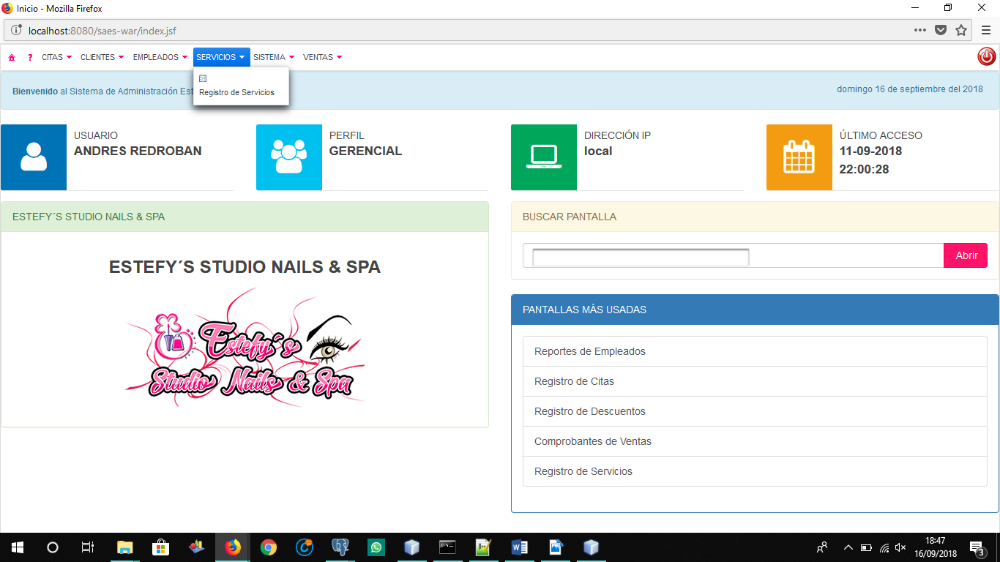 Inicio - Mozilla Firefox
localhost:8080/saes-war/index.jsf
? CITAS CLIENTES EMPLEADOS SERVICIOS SISTEMA VENTAS
Registro de Servicios
Bienvenido al Sistema de Administración Est
domingo 16 de septiembre del 2018
USUARIO
ANDRES REDROBAN
PERFIL
GERENCIAL
DIRECCIÓN IP
local
ÚLTIMO ACCESO
11-09-2018
22:00:28
ESTEFY´S STUDIO NAILS & SPA
ESTEFY´S STUDIO NAILS & SPA
Estefy´s
Studio Nails & Spa
BUSCAR PANTALLA
Abrir
PANTALLAS MÁS USADAS
Reportes de Empleados
Registro de Citas
Registro de Descuentos
Comprobantes de Ventas
Registro de Servicios
18:47
16/09/2018
3